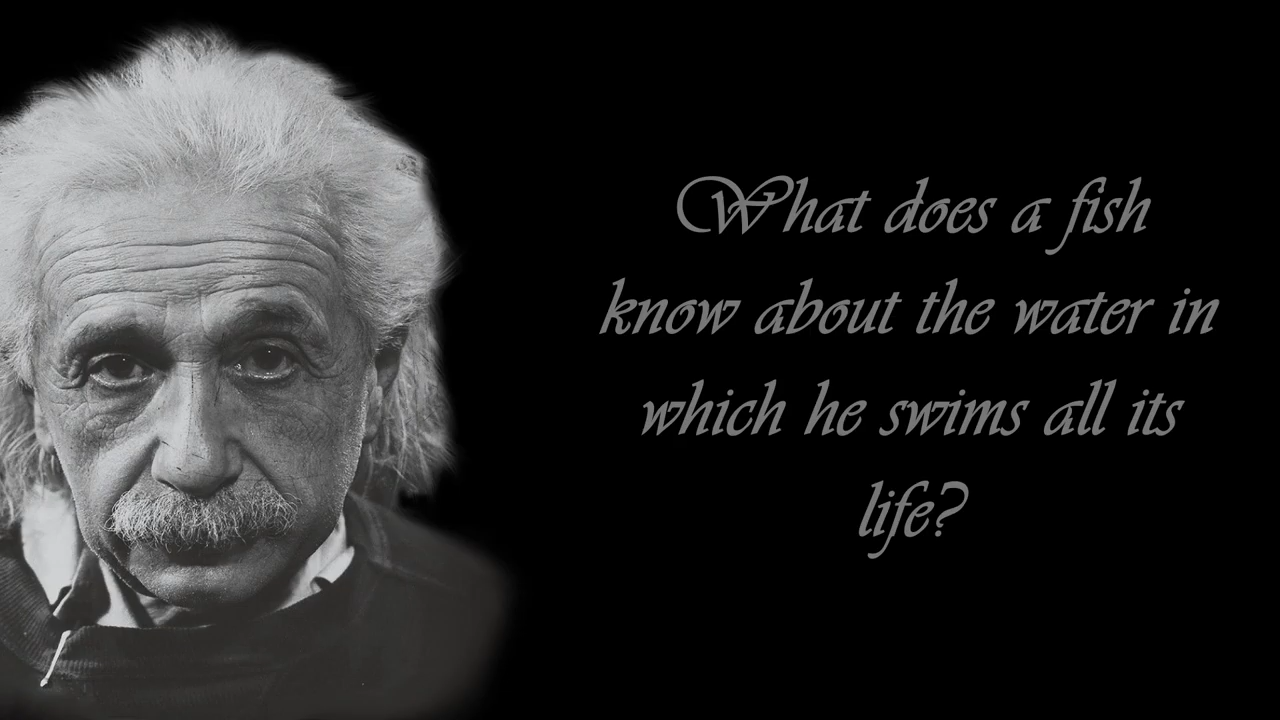 What does a fish
know about the water in
which he swims all its
life?